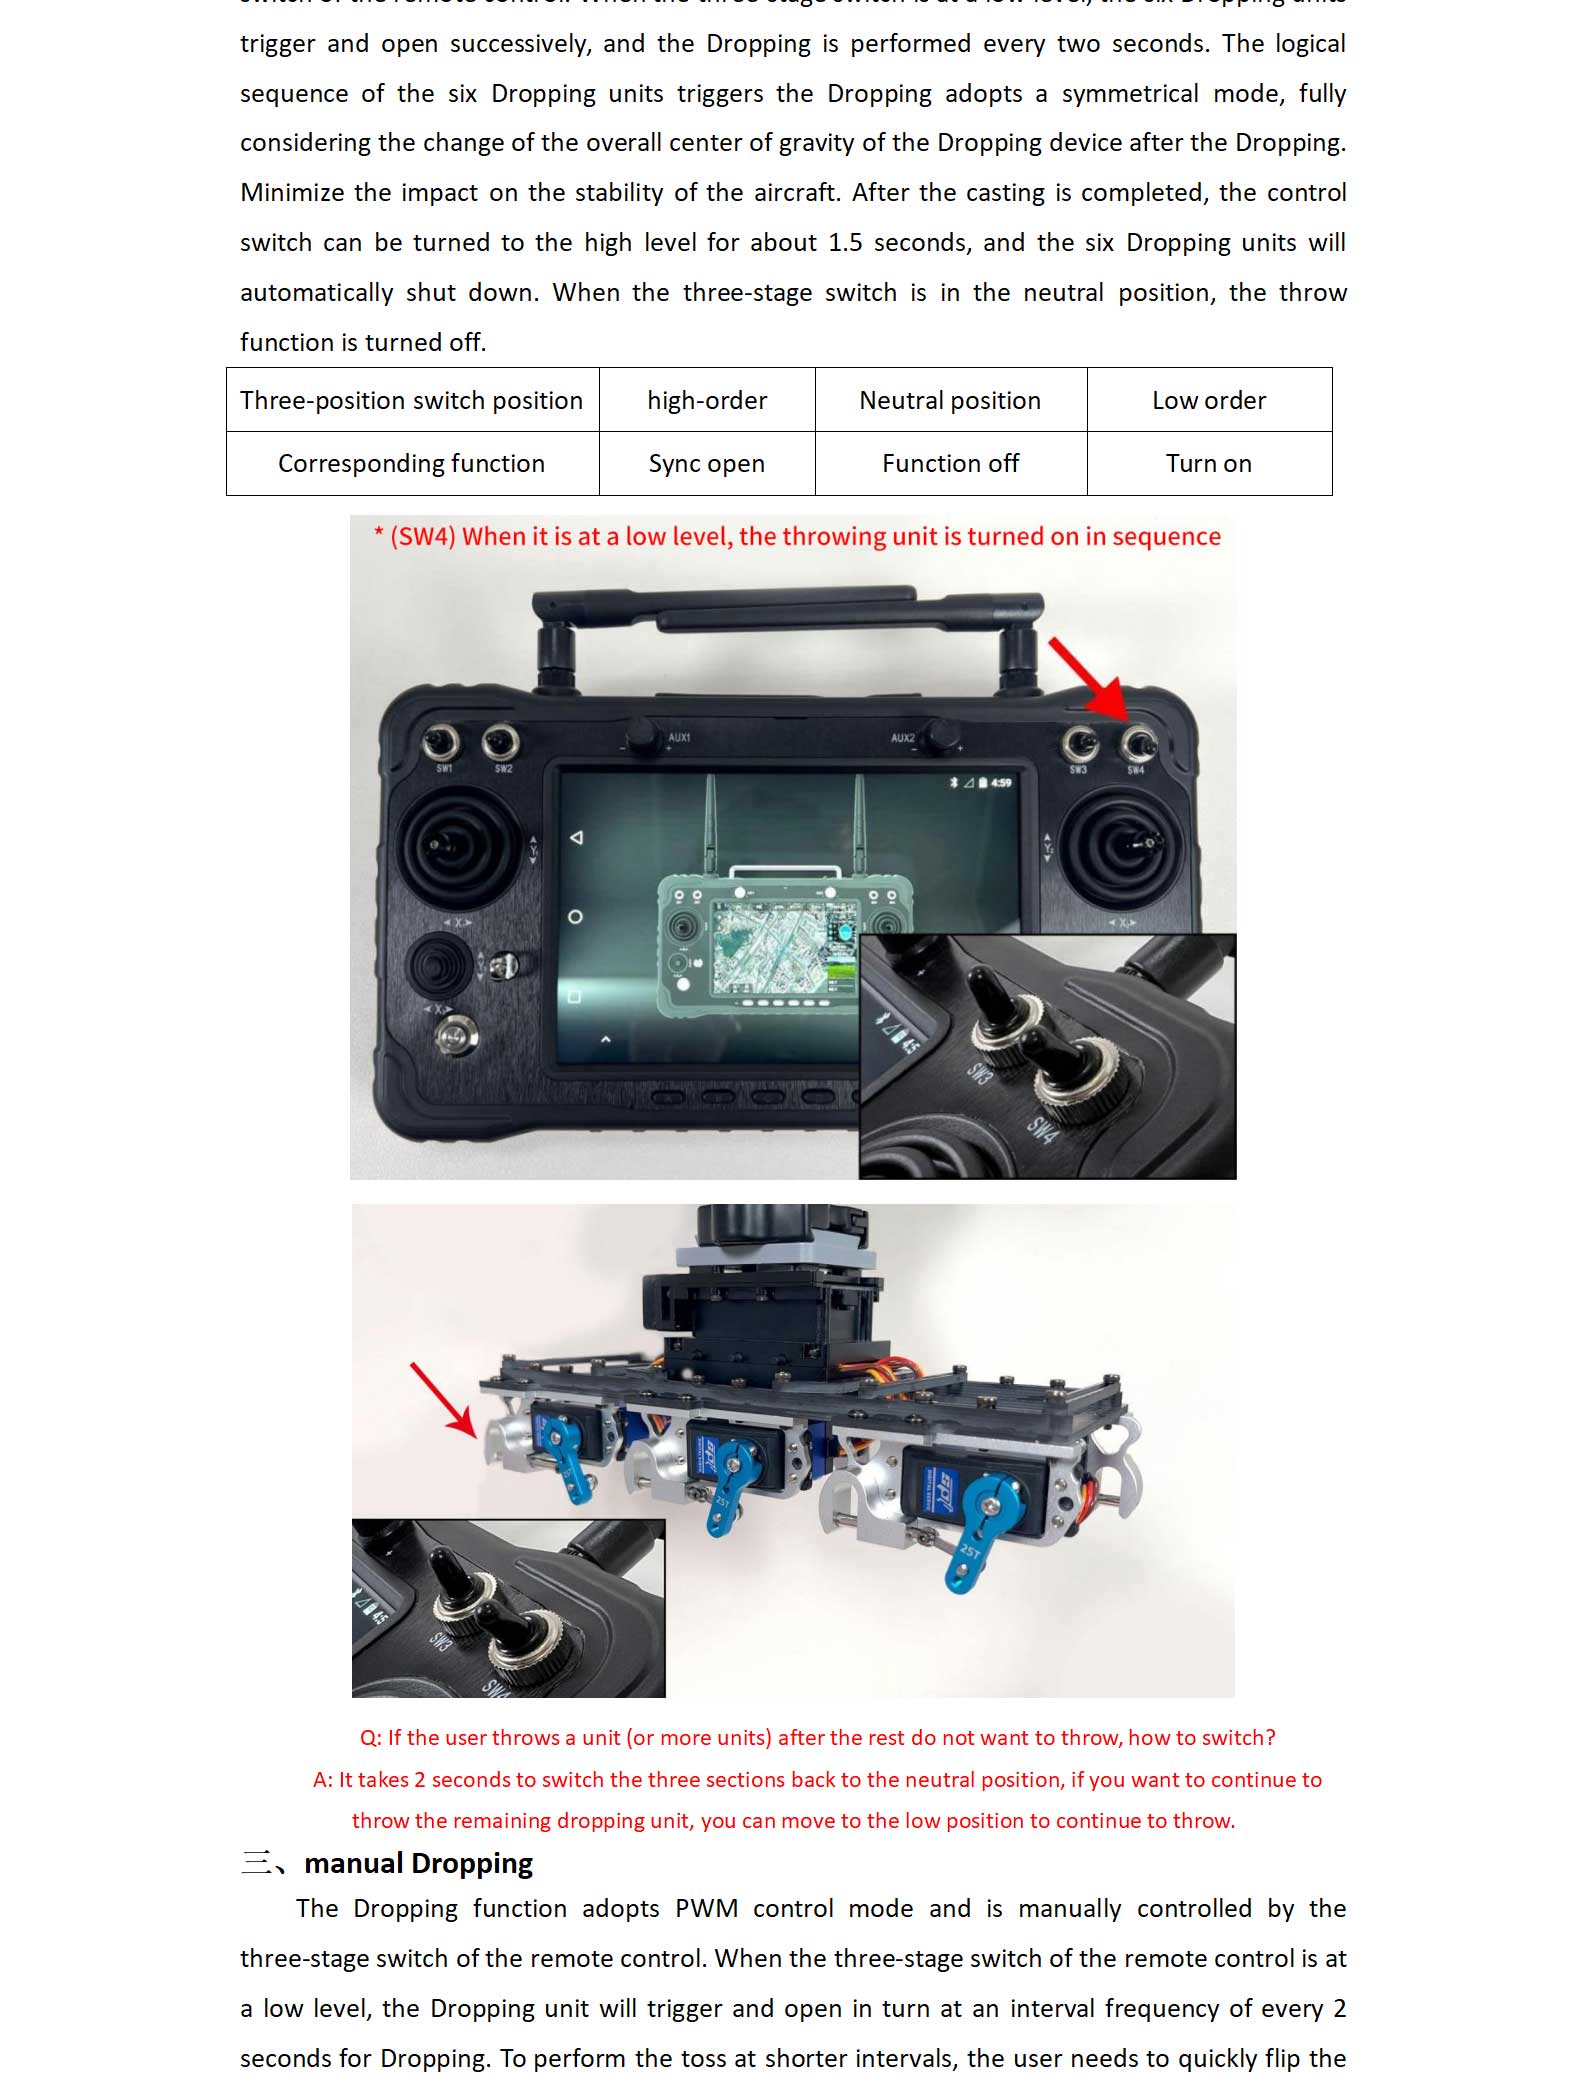 trigger and open successively, and the Dropping is performed every two seconds. The logical
sequence of the six Dropping units triggers the Dropping adopts a symmetrical mode, fully
considering the change of the overall center of gravity of the Dropping device after the Dropping.
Minimize the impact on the stability of the aircraft. After the casting is completed, the control
switch can be turned to the high level for about 1.5 seconds, and the six Dropping units will
automatically shut down. When the three-stage switch is in the neutral position, the throw
function is turned off.
Three-position switch position high-order Neutral position Low order
Corresponding function Sync open Function off Turn on
* (SW4) When it is at a low level, the throwing unit is turned on in sequence
AUX1 AUX2
SW1 SW2 SW3 SW4
4:59
SW3
SW4
25T
25T
25T
SW3
Q: If the user throws a unit (or more units) after the rest do not want to throw, how to switch?
A: It takes 2 seconds to switch the three sections back to the neutral position, if you want to continue to
throw the remaining dropping unit, you can move to the low position to continue to throw.
三、manual Dropping
The Dropping function adopts PWM control mode and is manually controlled by the
three-stage switch of the remote control. When the three-stage switch of the remote control is at
a low level, the Dropping unit will trigger and open in turn at an interval frequency of every 2
seconds for Dropping. To perform the toss at shorter intervals, the user needs to quickly flip the